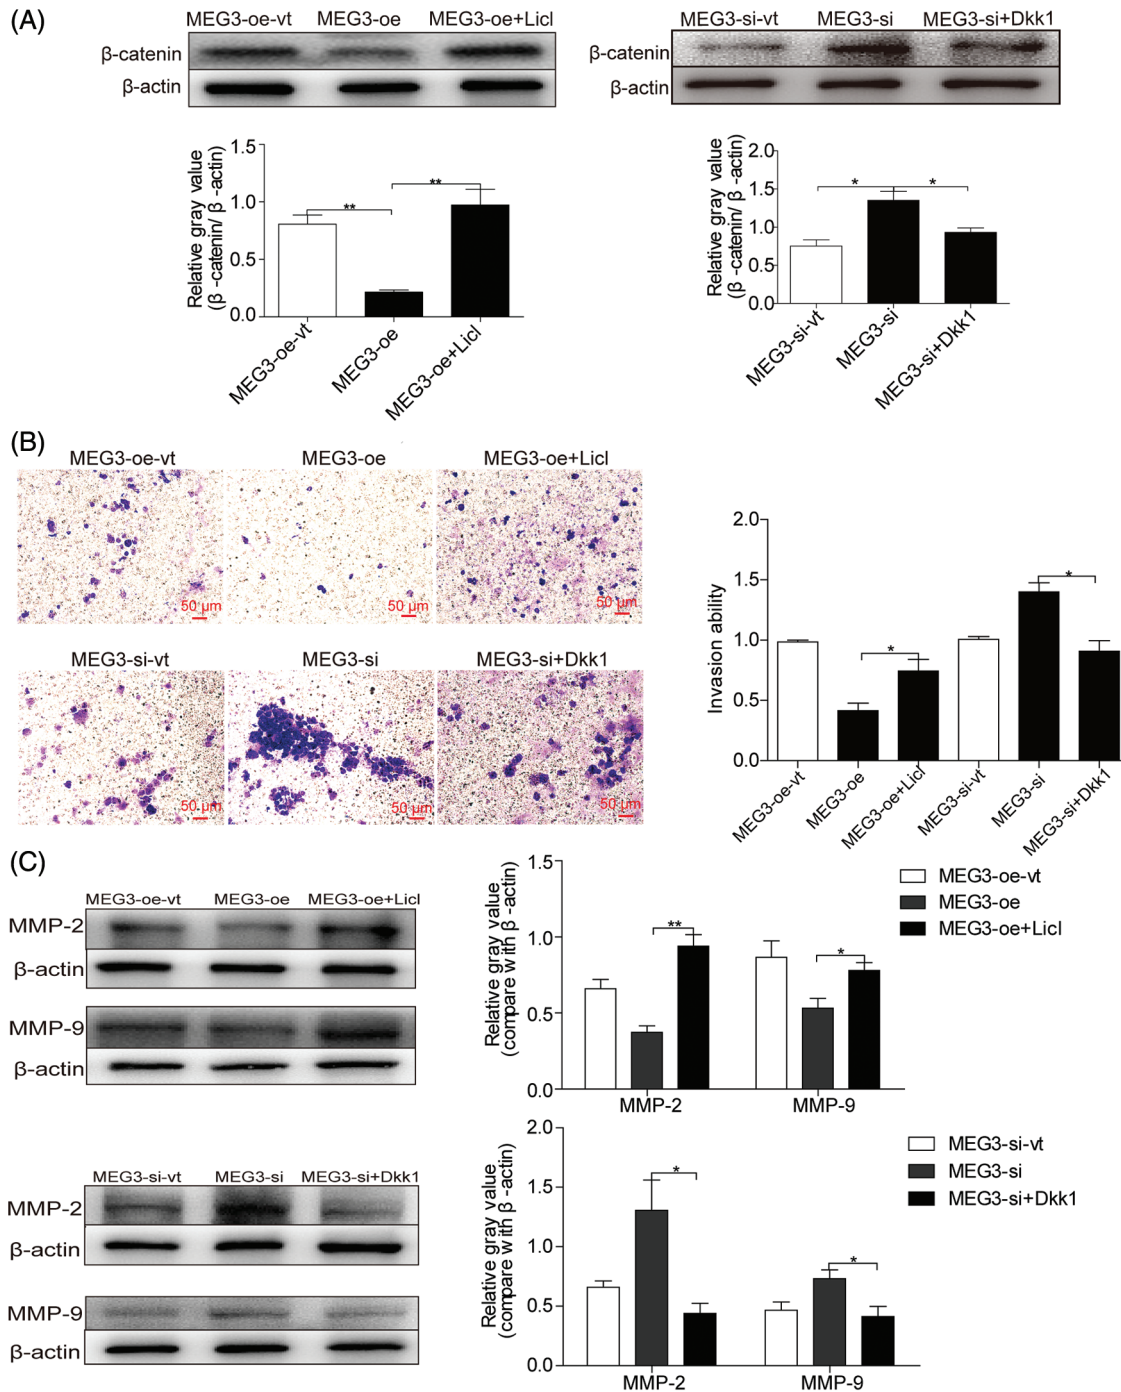 (A)
MEG3-oe-vt MEG3-oe MEG3-oe+Licl
β-catenin
β-actin
MEG3-si-vt MEG3-si MEG3-si+Dkk1
β-catenin
β-actin
Relative gray value
(β -catenin/ β -actin)
1.5
1.0
0.5
0.0
** **
MEG3-oe-vt
MEG3-oe
MEG3-oe+Licl
Relative gray value
(β -catenin/ β -actin)
2.0
1.5
1.0
0.5
0.0
* *
MEG3-si-vt
MEG3-si
MEG3-si+Dkk1
(B)
MEG3-oe-vt MEG3-oe MEG3-oe+Licl
50 μm 50 μm 50 μm
MEG3-si-vt MEG3-si MEG3-si+Dkk1
50 μm 50 μm 50 μm
Invasion ability
2.0
1.5
1.0
0.5
0.0
* *
MEG3-oe-vt
MEG3-oe
MEG3-oe+Licl
MEG3-si-vt
MEG3-si
MEG3-si+Dkk1
(C)
MEG3-oe-vt MEG3-oe MEG3-oe+Licl
MMP-2
β-actin
MMP-9
β-actin
Relative gray value
(compare with β -actin)
1.5
1.0
0.5
0.0
** *
MMP-2 MMP-9
MEG3-oe-vt
MEG3-oe
MEG3-oe+Licl
MEG3-si-vt MEG3-si MEG3-si+Dkk1
MMP-2
β-actin
MMP-9
β-actin
Relative gray value
(compare with β -actin)
2.0
1.5
1.0
0.5
0.0
* *
MMP-2 MMP-9
MEG3-si-vt
MEG3-si
MEG3-si+Dkk1